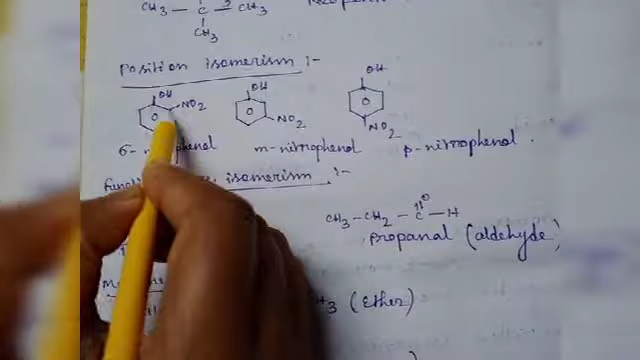 CH₃ — C — CH₃
CH₃
Position isomerism :-
OH OH OH
NO₂ NO₂ NO₂
m-nitrophenol p-nitrophenol .
isomerism :-
O
CH₃ — CH₂ — C — H
propanal (aldehyde)
(Ether)